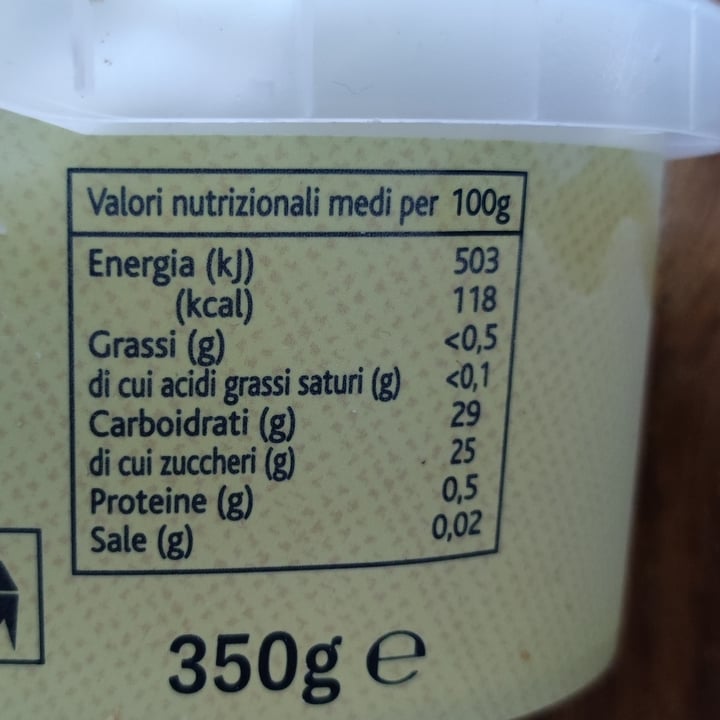 Valori nutrizionali medi per 100g
Energia (kJ) 503
(kcal) 118
Grassi (g) <0,5
di cui acidi grassi saturi (g) <0,1
Carboidrati (g) 29
di cui zuccheri (g) 25
Proteine (g) 0,5
Sale (g) 0,02
350g e